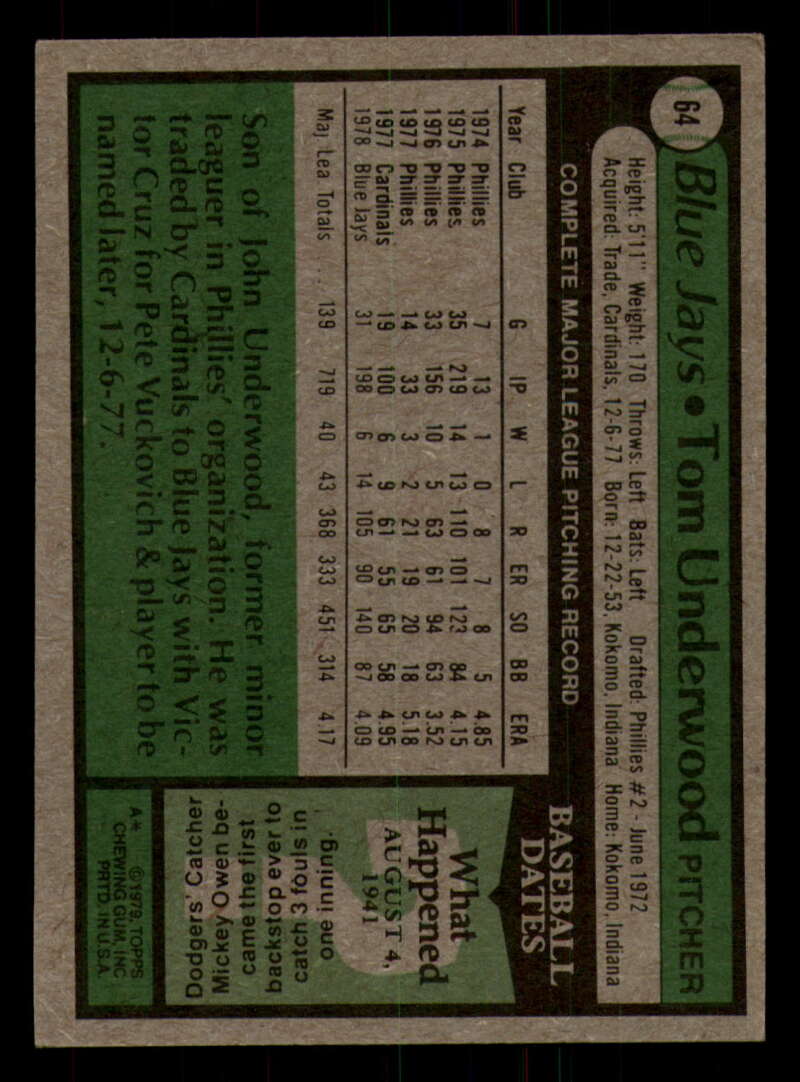 64
Blue Jays • Tom Underwood PITCHER
Height: 5'11" Weight: 170 Throws: Left Bats: Left Drafted: Phillies #2 - June 1972
Acquired: Trade, Cardinals, 12-6-77 Born: 12-22-53, Kokomo, Indiana Home: Kokomo, Indiana
COMPLETE MAJOR LEAGUE PITCHING RECORD
Year Club G IP W L R ER SO BB ERA
1974 Phillies 7 13 1 0 8 7 8 5 4.85
1975 Phillies 35 219 14 13 110 101 123 84 4.15
1976 Phillies 33 156 10 5 63 61 94 63 3.52
1977 Phillies 14 33 3 2 21 19 20 18 5.18
1977 Cardinals 19 100 6 9 61 55 65 58 4.95
1978 Blue Jays 31 198 6 14 105 90 140 87 4.09
Maj. Lea. Totals . . 139 719 40 43 368 333 451 314 4.17
Son of John Underwood, former minor
leaguer in Phillies' organization. He was
traded by Cardinals to Blue Jays with Vic-
tor Cruz for Pete Vuckovich & player to be
named later, 12-6-77.
BASEBALL
DATES
What
Happened
AUGUST 4,
1941
Dodgers' Catcher
Mickey Owen be-
came the first
backstop ever to
catch 3 fouls in
one inning.
A* ©1979, TOPPS
CHEWING GUM, INC.
PRTD. IN U.S.A.